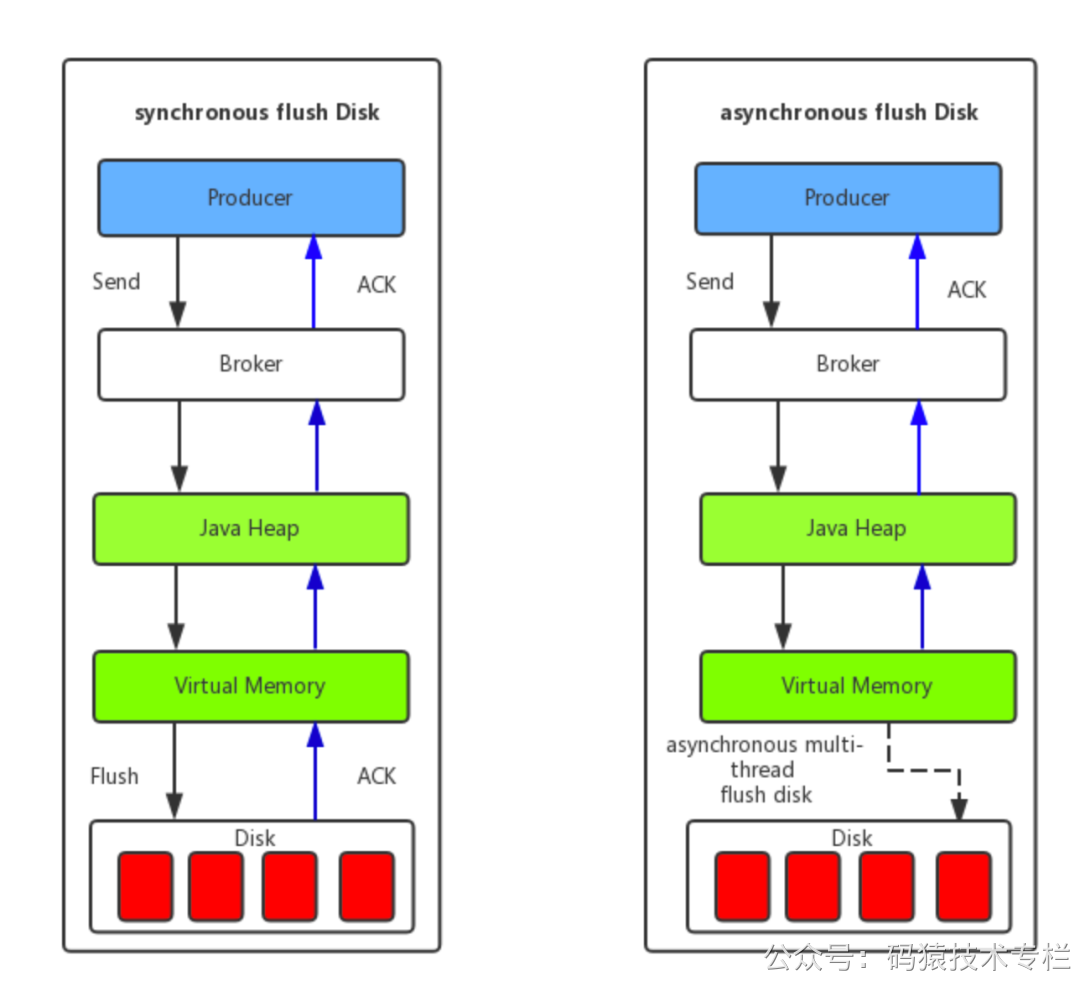 synchronous flush Disk
Producer
Send
ACK
Broker
Java Heap
Virtual Memory
Flush
ACK
Disk
asynchronous flush Disk
Producer
Send
ACK
Broker
Java Heap
Virtual Memory
asynchronous multi-
thread
flush disk
Disk
公众号：码猿技术专栏